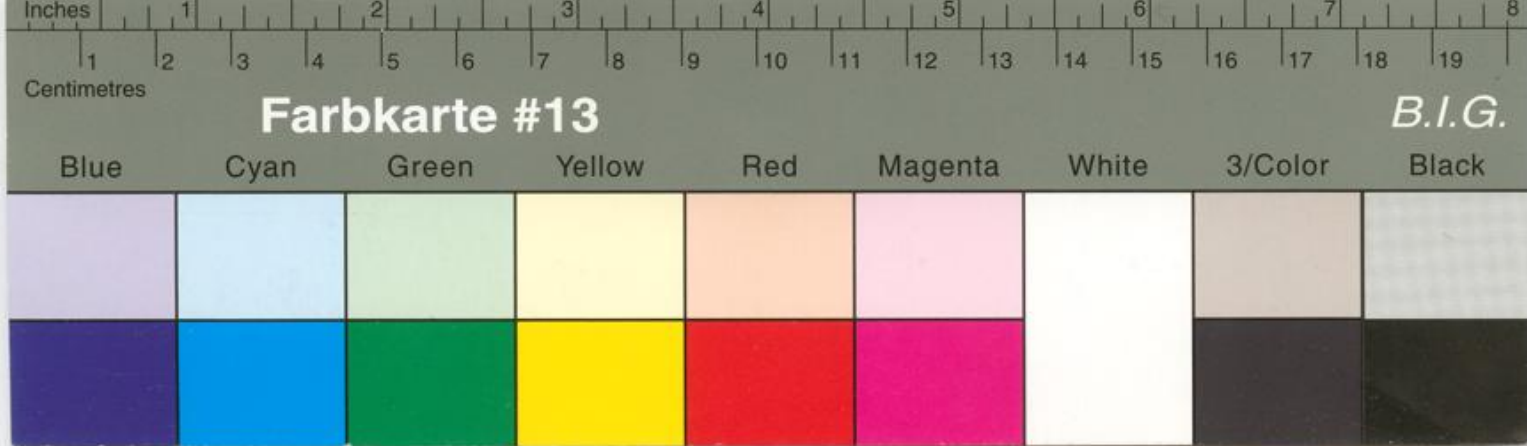 Inches 1 2 3 4 5 6 7 8
1 2 3 4 5 6 7 8 9 10 11 12 13 14 15 16 17 18 19
Centimetres
Farbkarte #13 B.I.G.
Blue Cyan Green Yellow Red Magenta White 3/Color Black